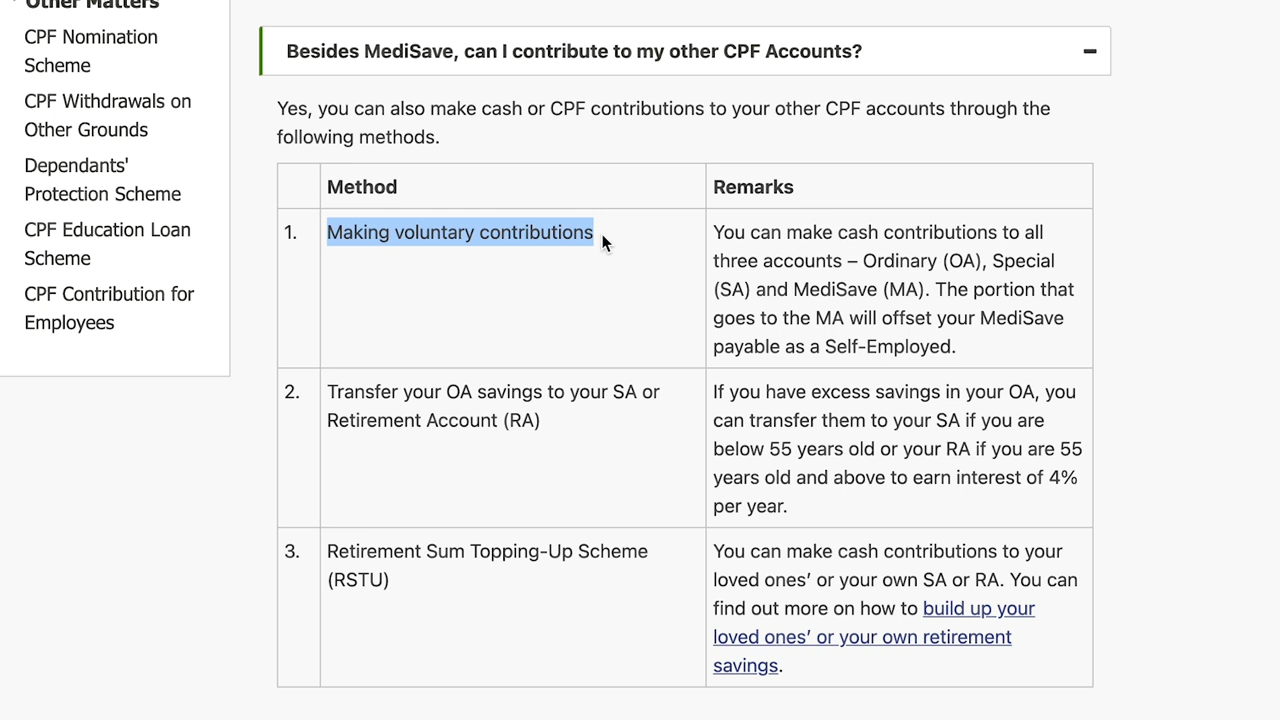 Other Matters
CPF Nomination
Scheme
CPF Withdrawals on
Other Grounds
Dependants'
Protection Scheme
CPF Education Loan
Scheme
CPF Contribution for
Employees
Besides MediSave, can I contribute to my other CPF Accounts?
Yes, you can also make cash or CPF contributions to your other CPF accounts through the
following methods.
Method
Remarks
1.
Making voluntary contributions
You can make cash contributions to all
three accounts – Ordinary (OA), Special
(SA) and MediSave (MA). The portion that
goes to the MA will offset your MediSave
payable as a Self-Employed.
2.
Transfer your OA savings to your SA or
Retirement Account (RA)
If you have excess savings in your OA, you
can transfer them to your SA if you are
below 55 years old or your RA if you are 55
years old and above to earn interest of 4%
per year.
3.
Retirement Sum Topping-Up Scheme
(RSTU)
You can make cash contributions to your
loved ones’ or your own SA or RA. You can
find out more on how to build up your
loved ones’ or your own retirement
savings.